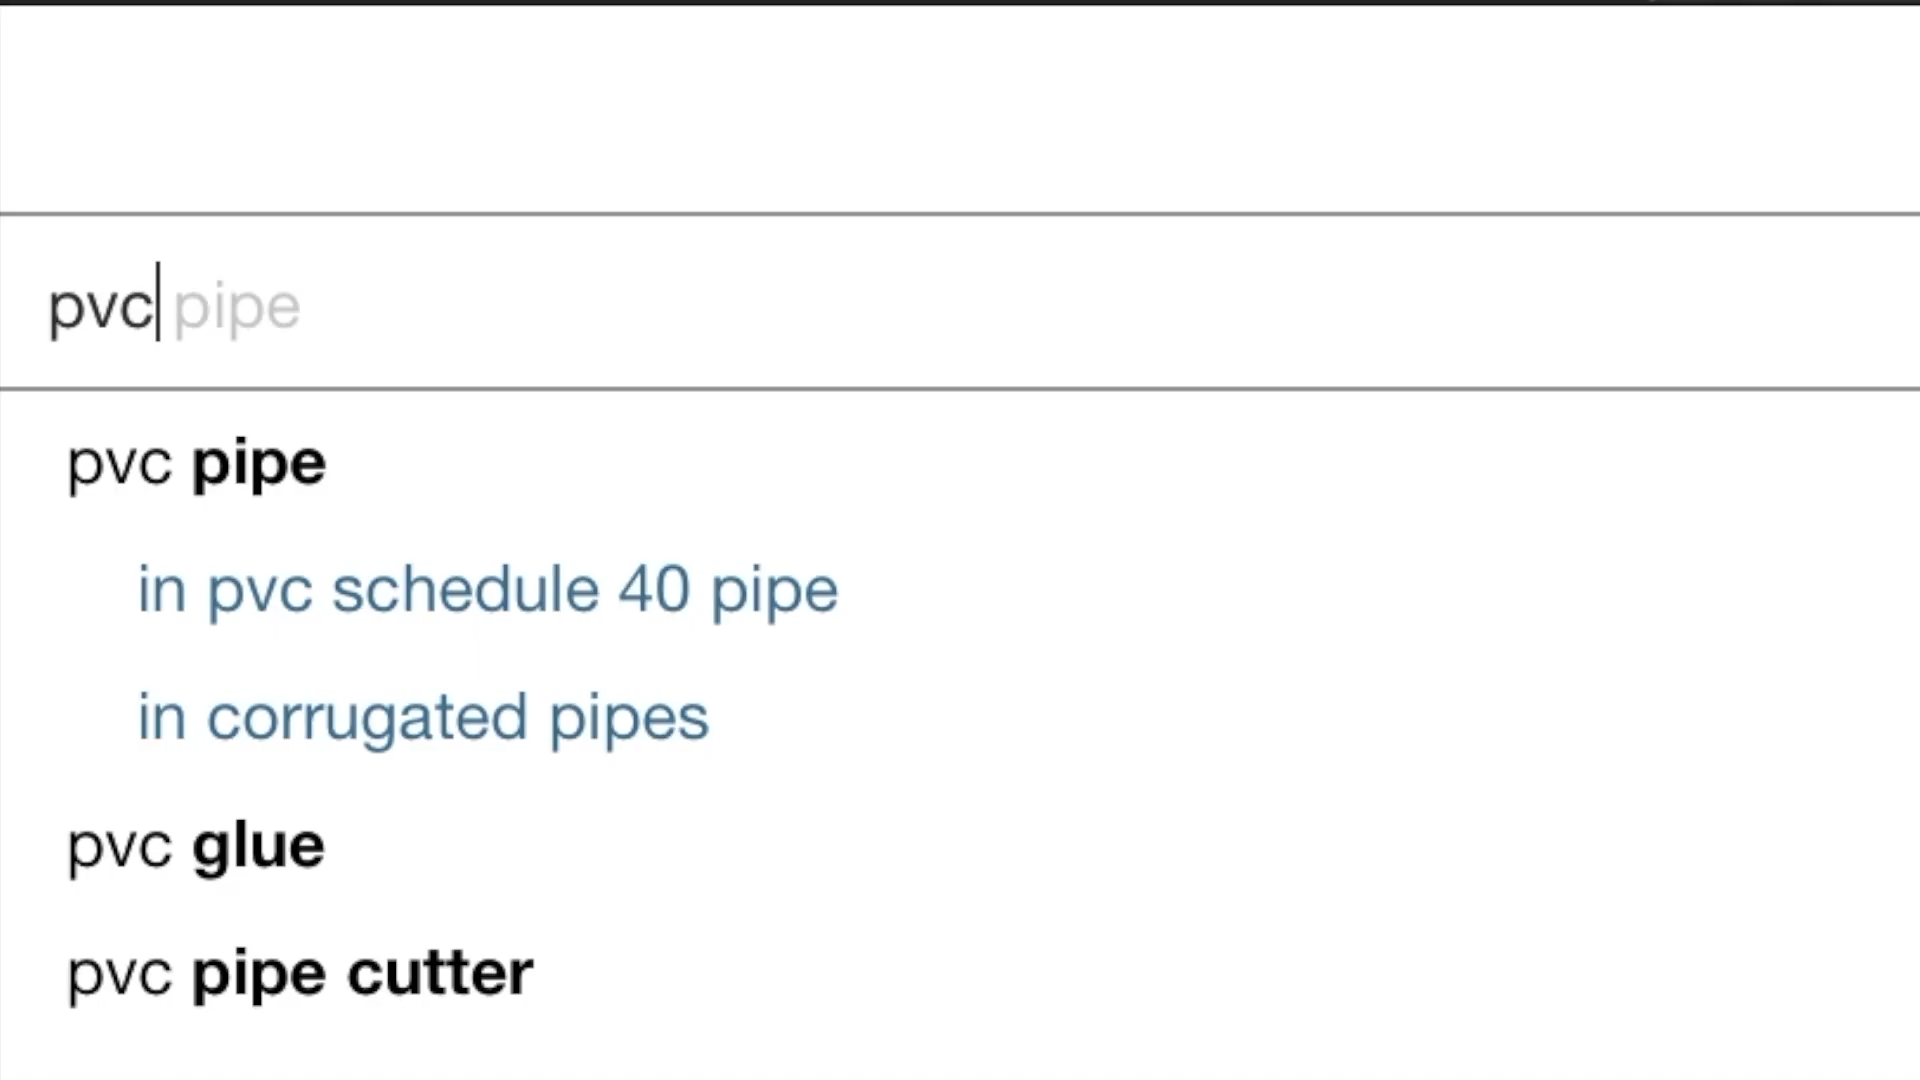 pvc pipe
pvc pipe
in pvc schedule 40 pipe
in corrugated pipes
pvc glue
pvc pipe cutter